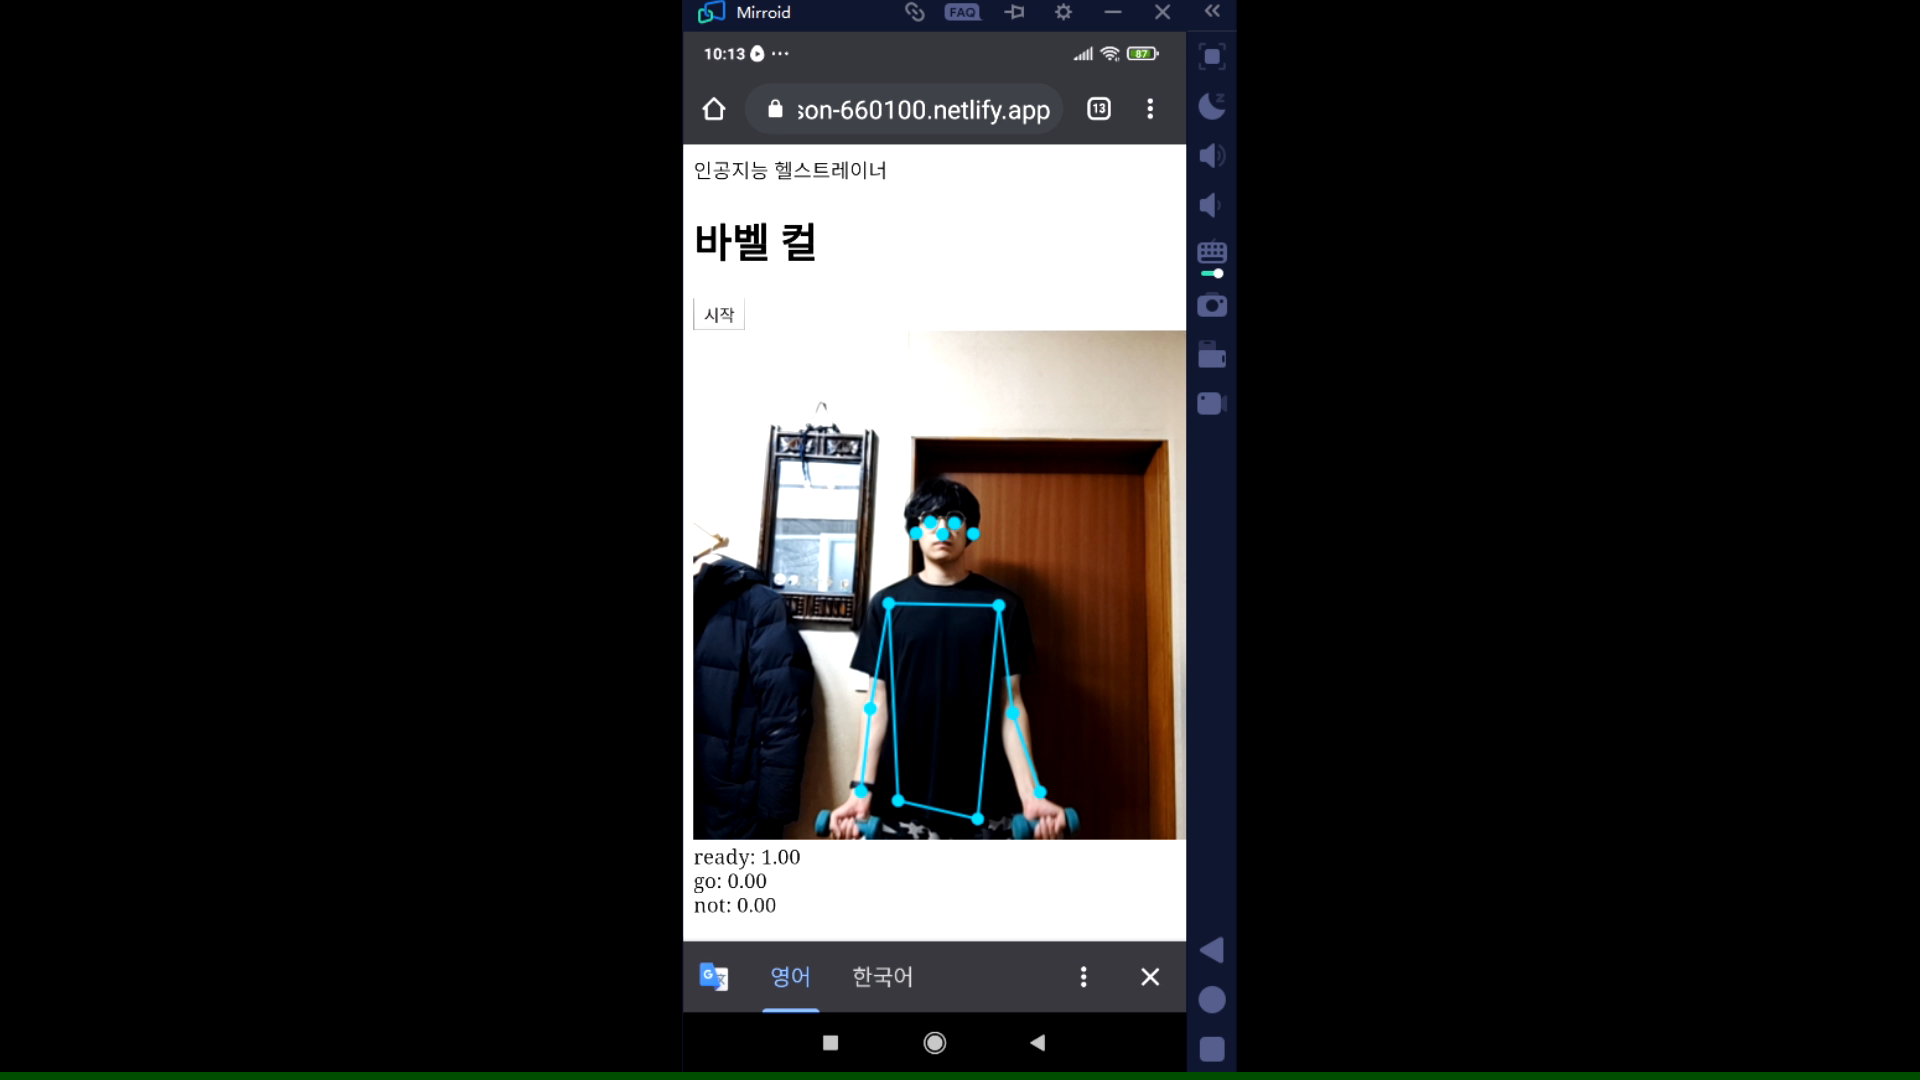 Mirroid
FAQ
10:13
87
son-660100.netlify.app
13
인공지능 헬스트레이너
바벨 컬
시작
ready: 1.00
go: 0.00
not: 0.00
영어
한국어